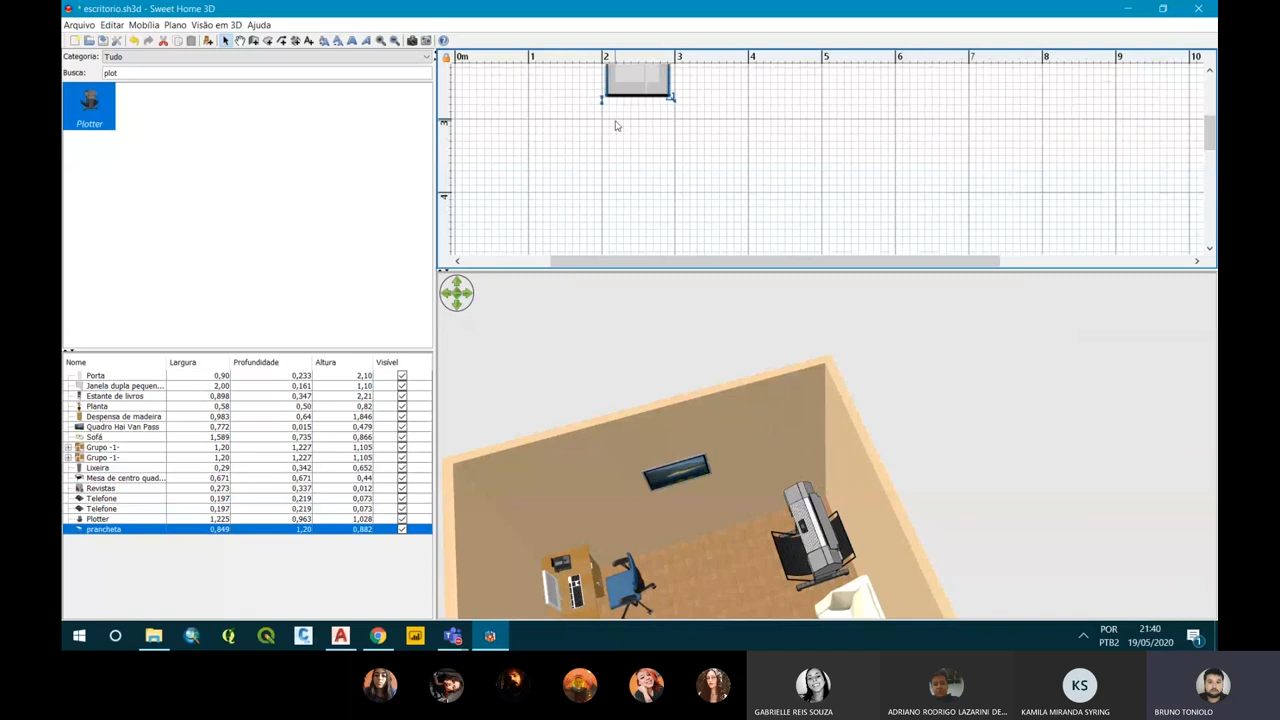 * escritorio.sh3d - Sweet Home 3D
Arquivo Editar Mobília Plano Visão em 3D Ajuda
Categoria: Tudo
Busca: plot
Plotter
0m 1 2 3 4 5 6 7 8 9 10
3
4
Nome Largura Profundidade Altura Visível
Porta 0,90 0,233 2,10
Janela dupla pequen... 2,00 0,161 1,10
Estante de livros 0,898 0,347 2,21
Planta 0,58 0,50 0,82
Despensa de madeira 0,983 0,64 1,846
Quadro Hai Van Pass 0,772 0,015 0,479
Sofá 1,589 0,735 0,866
Grupo -1- 1,20 1,227 1,105
Grupo -1- 1,20 1,227 1,105
Lixeira 0,29 0,342 0,652
Mesa de centro quad... 0,671 0,671 0,44
Revistas 0,273 0,337 0,012
Telefone 0,197 0,219 0,073
Telefone 0,197 0,219 0,073
Plotter 1,225 0,963 1,028
prancheta 0,849 1,20 0,882
POR 21:40
PTB2 19/05/2020
KS
GABRIELLE REIS SOUZA ADRIANO RODRIGO LAZARINI DE... KAMILA MIRANDA SYRING BRUNO TONIOLO